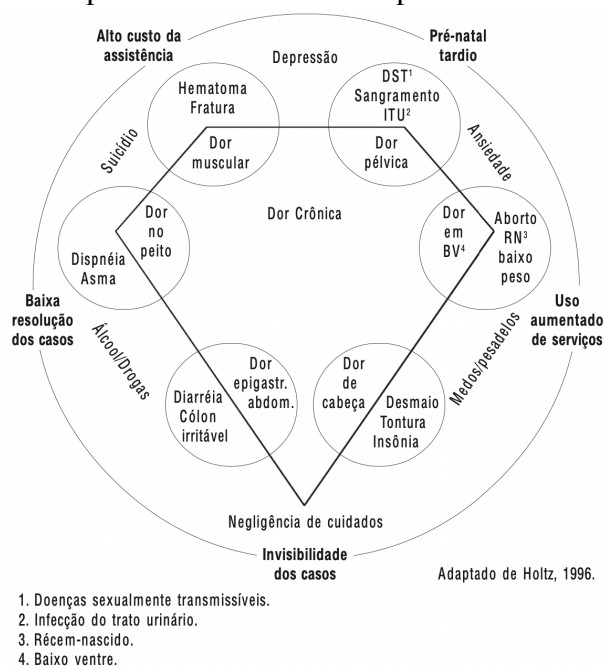 Alto custo da
assistência
Pré-natal
tardio
Depressão
Hematoma
Fratura
DST¹
Sangramento
ITU²
Suicídio
Dor
muscular
Dor
pélvica
Ansiedade
Dor
no
peito
Dispnéia
Asma
Dor Crônica
Dor
em
BV⁴
Aborto
RN³
baixo
peso
Baixa
resolução
dos casos
Uso
aumentado
de serviços
Álcool/Drogas
Medos/pesadelos
Dor
epigastr.
abdom.
Diarréia
Cólon
irritável
Dor
de
cabeça
Desmaio
Tontura
Insônia
Negligência de cuidados
Invisibilidade
dos casos
Adaptado de Holtz, 1996.
1. Doenças sexualmente transmissíveis.
2. Infecção do trato urinário.
3. Récem-nascido.
4. Baixo ventre.